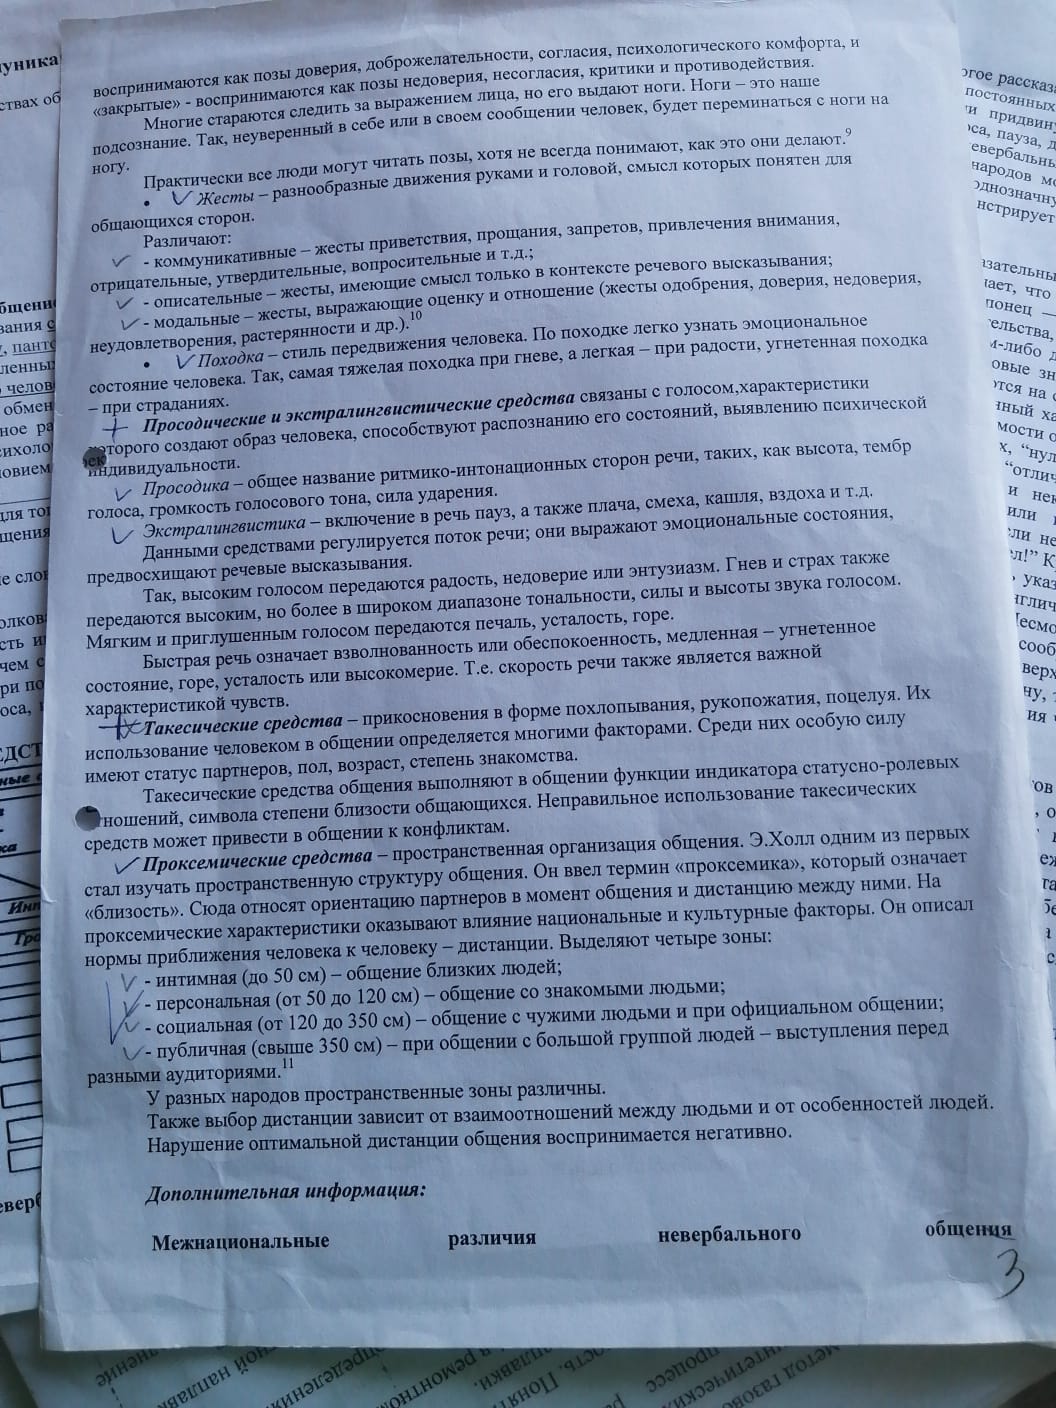 воспринимаются как позы доверия, доброжелательности, согласия, психологического комфорта, и
«закрытые» - воспринимаются как позы недоверия, несогласия, критики и противодействия.
Многие стараются следить за выражением лица, но его выдают ноги. Ноги – это наше
подсознание. Так, неуверенный в себе или в своем сообщении человек, будет переминаться с ноги на
ногу.
Практически все люди могут читать позы, хотя не всегда понимают, как это они делают.9
• Жесты – разнообразные движения руками и головой, смысл которых понятен для
общающихся сторон.
Различают:
- коммуникативные – жесты приветствия, прощания, запретов, привлечения внимания,
отрицательные, утвердительные, вопросительные и т.д.;
- описательные – жесты, имеющие смысл только в контексте речевого высказывания;
- модальные – жесты, выражающие оценку и отношение (жесты одобрения, доверия, недоверия,
неудовлетворения, растерянности и др.).10
• Походка – стиль передвижения человека. По походке легко узнать эмоциональное
состояние человека. Так, самая тяжелая походка при гневе, а легкая – при радости, угнетенная походка
– при страданиях.
Просодические и экстралингвистические средства связаны с голосом,характеристики
которого создают образ человека, способствуют распознанию его состояний, выявлению психической
индивидуальности.
Просодика – общее название ритмико-интонационных сторон речи, таких, как высота, тембр
голоса, громкость голосового тона, сила ударения.
Экстралингвистика – включение в речь пауз, а также плача, смеха, кашля, вздоха и т.д.
Данными средствами регулируется поток речи; они выражают эмоциональные состояния,
предвосхищают речевые высказывания.
Так, высоким голосом передаются радость, недоверие или энтузиазм. Гнев и страх также
передаются высоким, но более в широком диапазоне тональности, силы и высоты звука голосом.
Мягким и приглушенным голосом передаются печаль, усталость, горе.
Быстрая речь означает взволнованность или обеспокоенность, медленная – угнетенное
состояние, горе, усталость или высокомерие. Т.е. скорость речи также является важной
характеристикой чувств.
Такесические средства – прикосновения в форме похлопывания, рукопожатия, поцелуя. Их
использование человеком в общении определяется многими факторами. Среди них особую силу
имеют статус партнеров, пол, возраст, степень знакомства.
Такесические средства общения выполняют в общении функции индикатора статусно-ролевых
тношений, символа степени близости общающихся. Неправильное использование такесических
средств может привести в общении к конфликтам.
Проксемические средства – пространственная организация общения. Э.Холл одним из первых
стал изучать пространственную структуру общения. Он ввел термин «проксемика», который означает
«близость». Сюда относят ориентацию партнеров в момент общения и дистанцию между ними. На
проксемические характеристики оказывают влияние национальные и культурные факторы. Он описал
нормы приближения человека к человеку – дистанции. Выделяют четыре зоны:
- интимная (до 50 см) – общение близких людей;
- персональная (от 50 до 120 см) – общение со знакомыми людьми;
- социальная (от 120 до 350 см) – общение с чужими людьми и при официальном общении;
- публичная (свыше 350 см) – при общении с большой группой людей – выступления перед
разными аудиториями.11
У разных народов пространственные зоны различны.
Также выбор дистанции зависит от взаимоотношений между людьми и от особенностей людей.
Нарушение оптимальной дистанции общения воспринимается негативно.
Дополнительная информация:
Межнациональные различия невербального общения
3